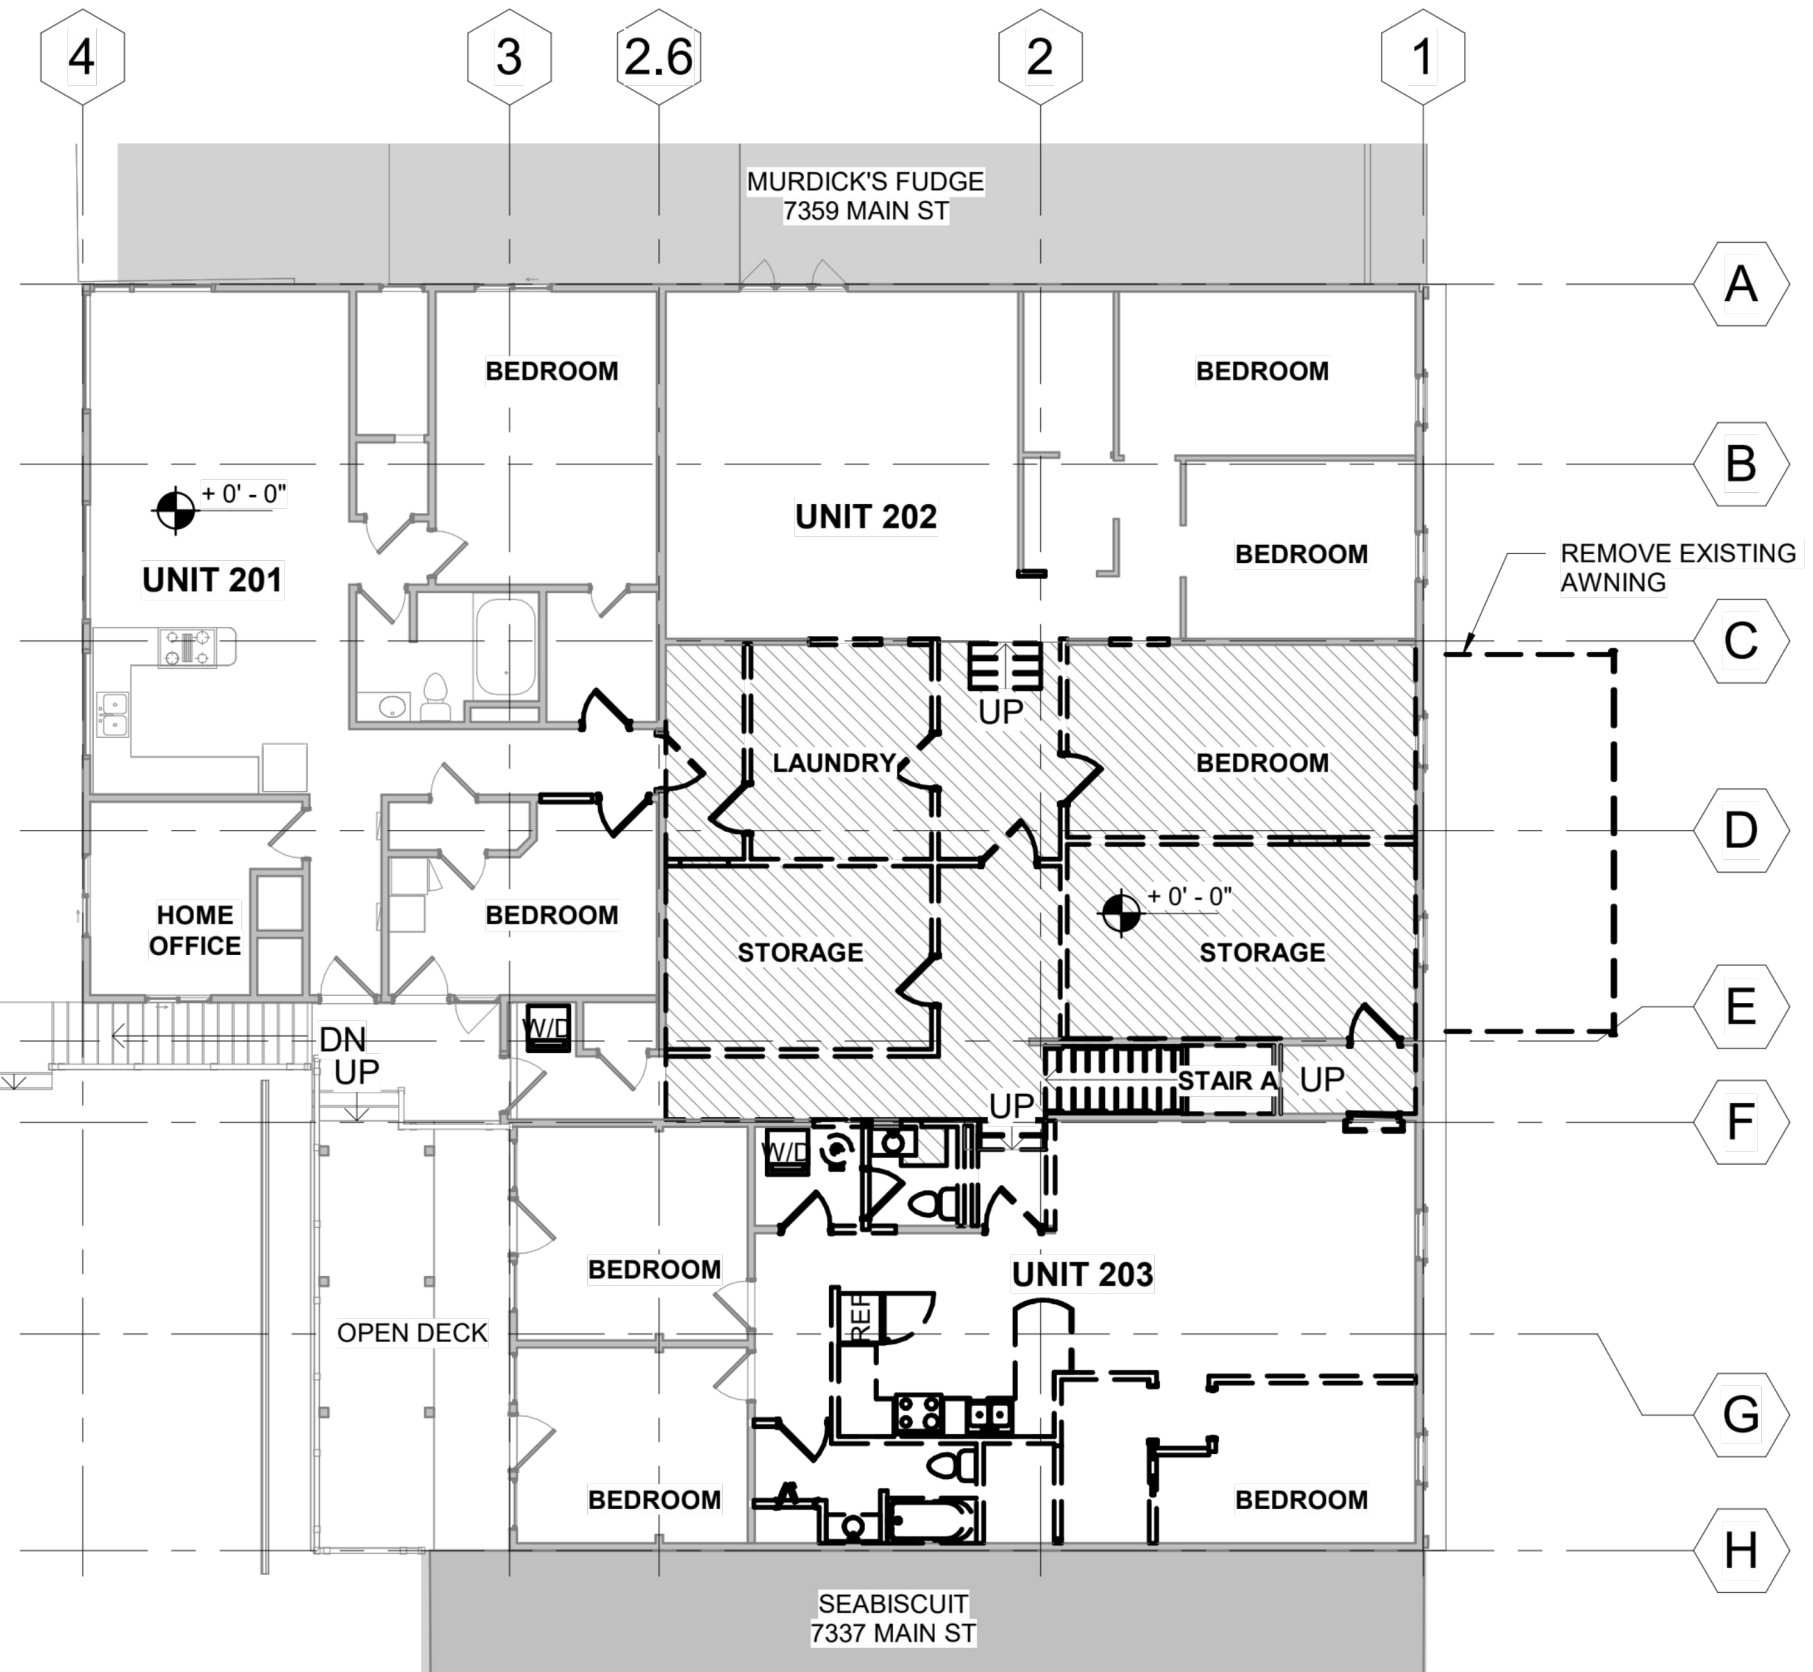 4
3
2.6
2
1
MURDICK'S FUDGE
7359 MAIN ST
A
BEDROOM
BEDROOM
B
+ 0' - 0"
UNIT 202
BEDROOM
REMOVE EXISTING
AWNING
UNIT 201
C
UP
LAUNDRY
BEDROOM
D
+ 0' - 0"
HOME
OFFICE
BEDROOM
STORAGE
STORAGE
E
W/D
DN
UP
STAIR A
UP
UP
F
W/D
BEDROOM
UNIT 203
REF
OPEN DECK
G
BEDROOM
BEDROOM
H
SEABISCUIT
7337 MAIN ST